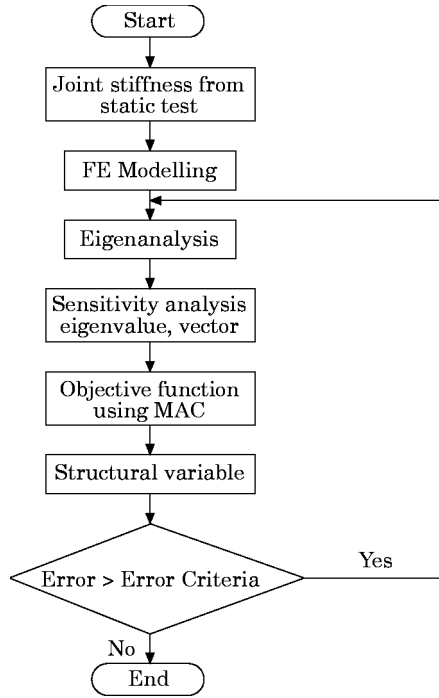 Start
Joint stiffness from
static test
FE Modelling
Eigenanalysis
Sensitivity analysis
eigenvalue, vector
Objective function
using MAC
Structural variable
Error > Error Criteria
Yes
No
End